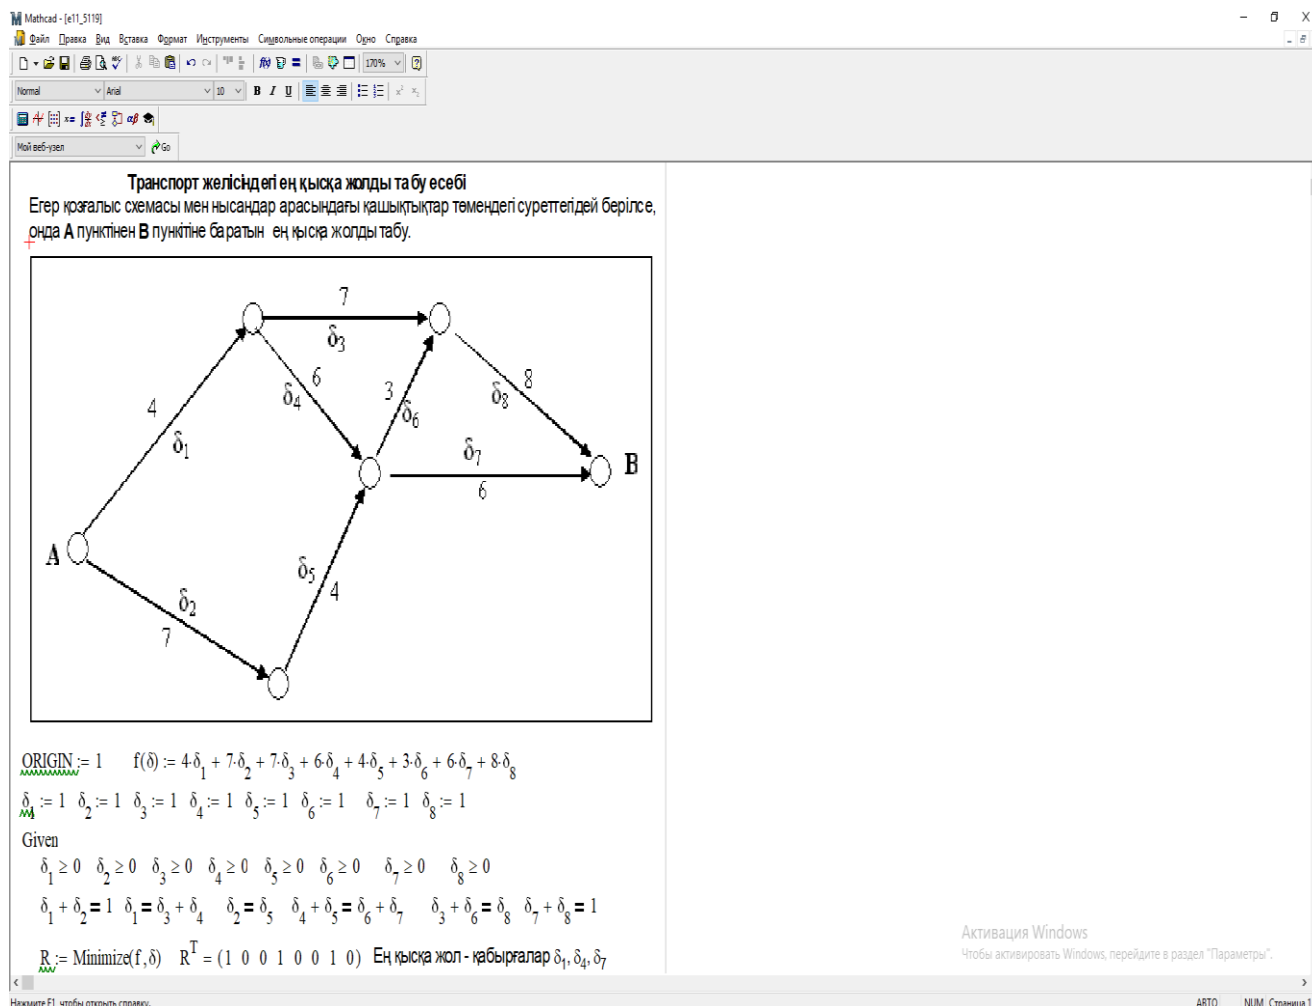 Mathcad - [e11_5119]
Файл Правка Вид Вставка Формат Инструменты Символьные операции Окно Справка
170%
Normal Arial 10 B I U
Мой веб-узел Go
Транспорт желісіндегі ең қысқа жолды табу есебі
Егер қозғалыс схемасы мен нысандар арасындағы қашықтықтар төмендегі суреттегідей берілсе,
онда А пунктінен В пункітіне баратын ең қысқа жолды табу.
7
δ3
6
δ4
3
δ6
8
δ8
4
δ1
δ7
6
B
A
δ5
4
δ2
7
ORIGIN := 1 f(δ) := 4·δ1 + 7·δ2 + 7·δ3 + 6·δ4 + 4·δ5 + 3·δ6 + 6·δ7 + 8·δ8
δ1 := 1 δ2 := 1 δ3 := 1 δ4 := 1 δ5 := 1 δ6 := 1 δ7 := 1 δ8 := 1
Given
δ1 ≥ 0 δ2 ≥ 0 δ3 ≥ 0 δ4 ≥ 0 δ5 ≥ 0 δ6 ≥ 0 δ7 ≥ 0 δ8 ≥ 0
δ1 + δ2 = 1 δ1 = δ3 + δ4 δ2 = δ5 δ4 + δ5 = δ6 + δ7 δ3 + δ6 = δ8 δ7 + δ8 = 1
R := Minimize(f,δ) R^T = (1 0 0 1 0 0 1 0) Ең қысқа жол - қабырғалар δ1, δ4, δ7
Активация Windows
Чтобы активировать Windows, перейдите в раздел "Параметры".
Нажмите F1, чтобы открыть справку. АВТО NUM Страница 1